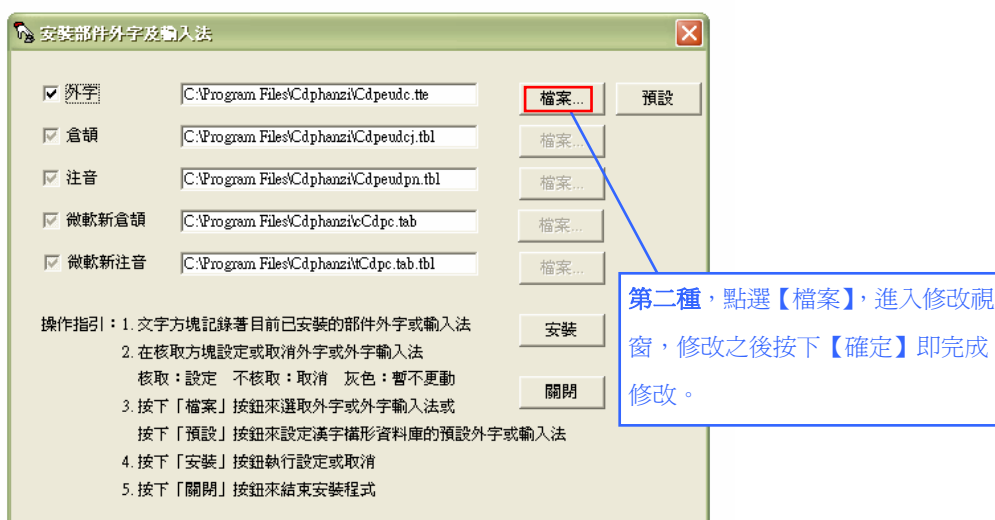 安裝部件外字及輸入法
外字 C:\Program Files\Cdphanzi\Cdpeudc.tte 檔案... 預設
倉頡 C:\Program Files\Cdphanzi\Cdpeudcj.tbl 檔案...
注音 C:\Program Files\Cdphanzi\Cdpeudpn.tbl 檔案...
微軟新倉頡 C:\Program Files\Cdphanzi\cCdpc.tab 檔案...
微軟新注音 C:\Program Files\Cdphanzi\tCdpc.tab.tbl 檔案...
操作指引：1. 文字方塊記錄著目前已安裝的部件外字或輸入法
2. 在核取方塊設定或取消外字或外字輸入法
核取：設定 不核取：取消 灰色：暫不更動
3. 按下「檔案」按鈕來選取外字或外字輸入法或
按下「預設」按鈕來設定漢字構形資料庫的預設外字或輸入法
4. 按下「安裝」按鈕執行設定或取消
5. 按下「關閉」按鈕來結束安裝程式
安裝
關閉
第二種，點選【檔案】，進入修改視
窗，修改之後按下【確定】即完成
修改。